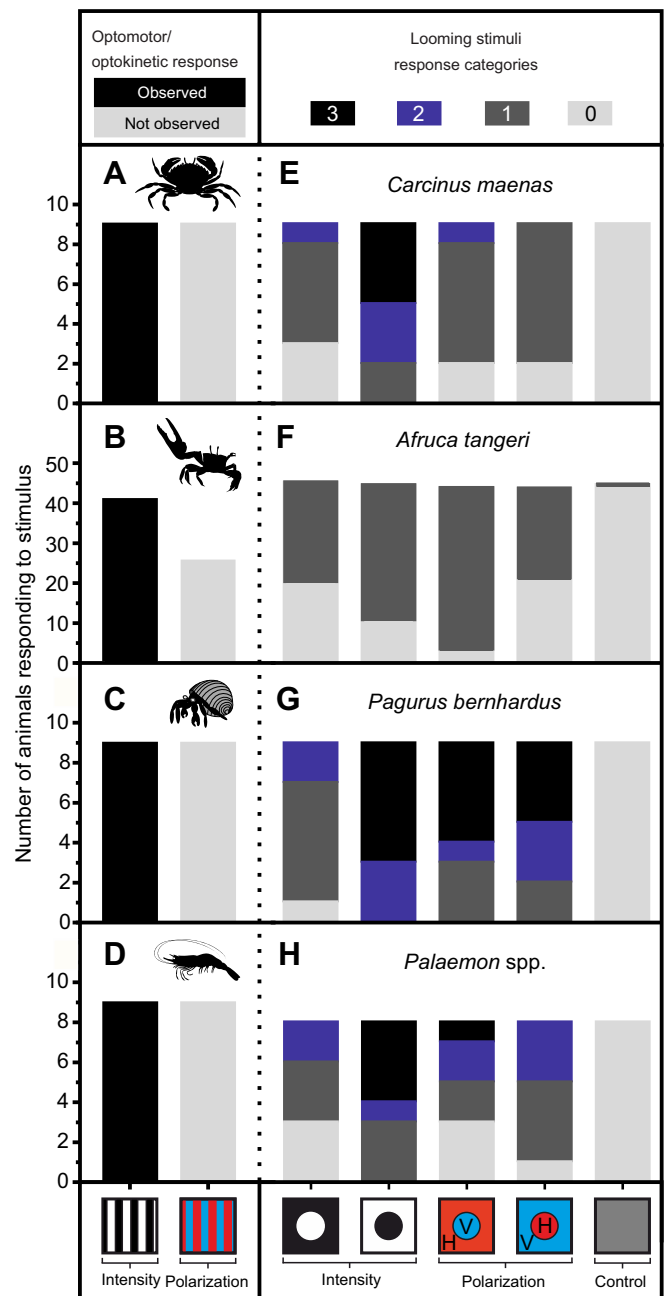 Optomotor/
optokinetic response
Observed
Not observed
Looming stimuli
response categories
3 2 1 0
Number of animals responding to stimulus
A
10
8
6
4
2
0
E
Carcinus maenas
B
50
40
30
20
10
0
F
Afruca tangeri
C
10
8
6
4
2
0
G
Pagurus bernhardus
D
10
8
6
4
2
0
H
Palaemon spp.
V
H
H
V
Intensity
Polarization
Intensity
Polarization
Control